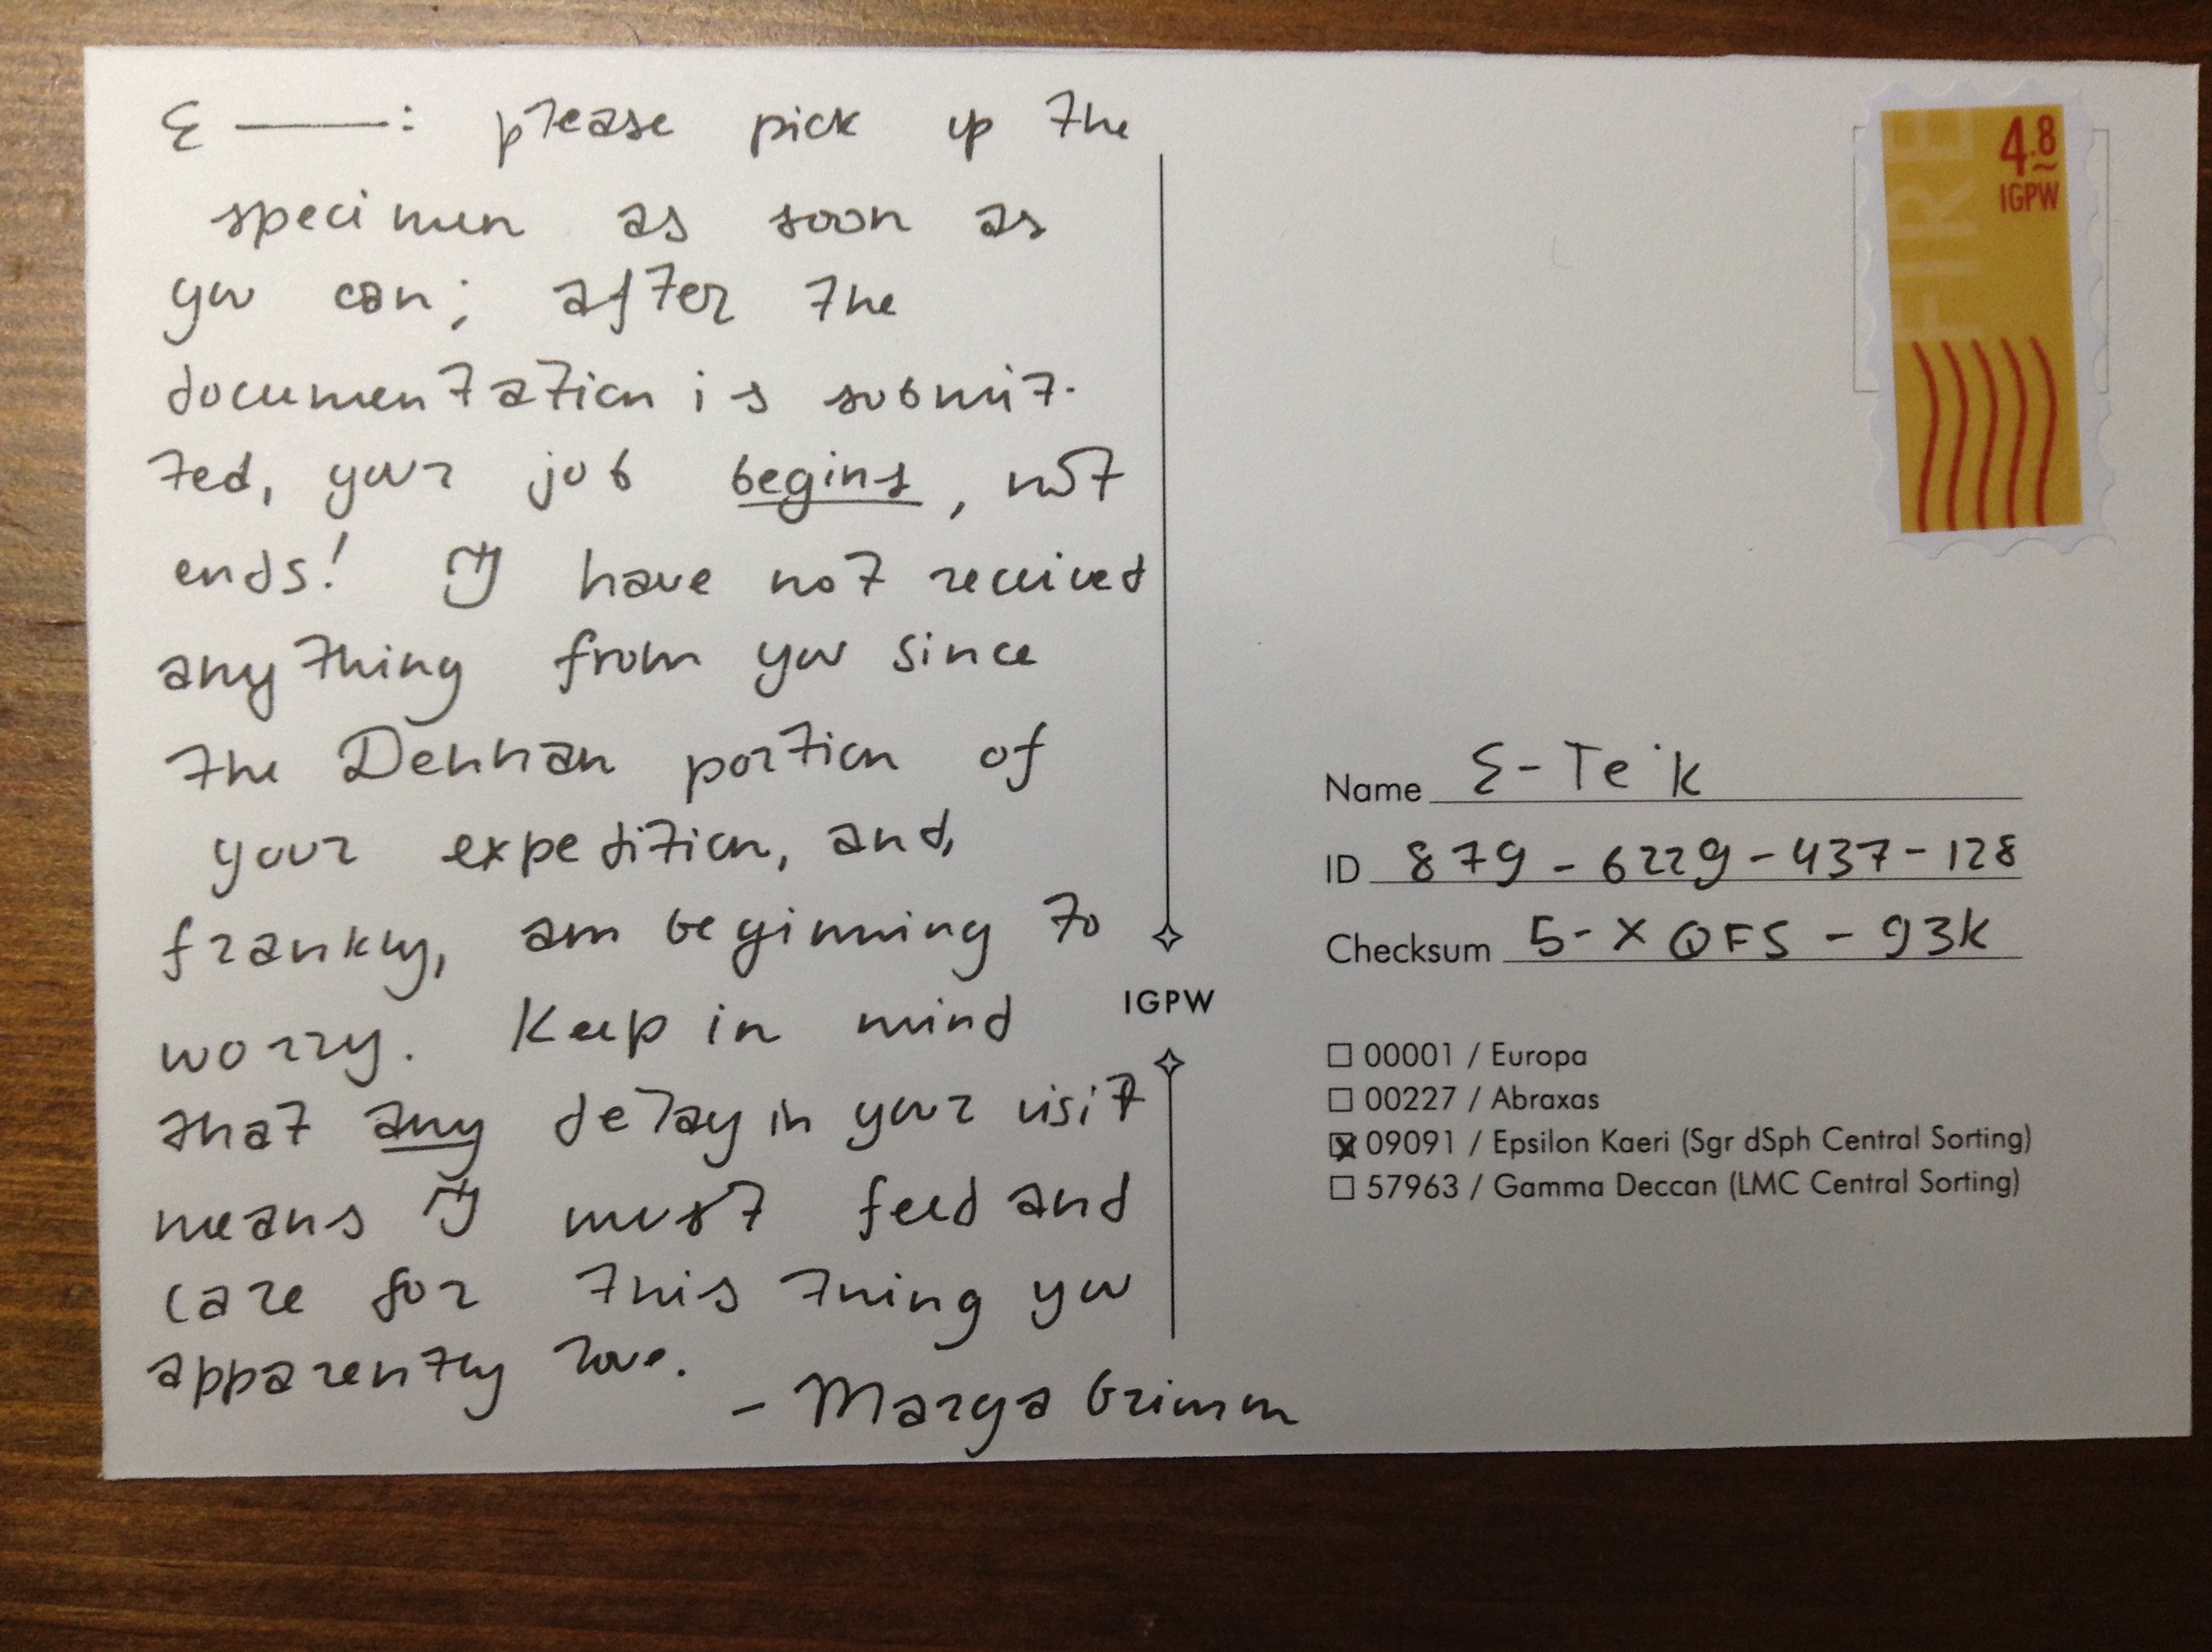 Σ ——: please pick up the
specimen as soon as
you can; after the
documentation is submit-
ted, your job begins, not
ends! I have not received
anything from you since
the Dennan portion of
your expedition, and,
frankly, am beginning to
worry. Keep in mind
that any delay in your visit
means I must feed and
care for this thing you
apparently love.
- Marga Grimm
FIRE
4.8
IGPW
IGPW
Name Σ-Te'k
ID 879-6229-437-128
Checksum 5-XQFS-93K
☐ 00001 / Europa
☐ 00227 / Abraxas
☒ 09091 / Epsilon Kaeri (Sgr dSph Central Sorting)
☐ 57963 / Gamma Deccan (LMC Central Sorting)